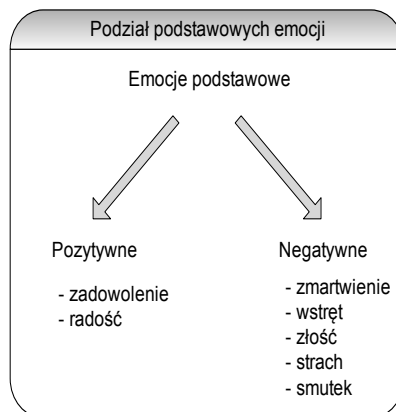 Podział podstawowych emocji
Emocje podstawowe
Pozytywne
- zadowolenie
- radość
Negatywne
- zmartwienie
- wstręt
- złość
- strach
- smutek